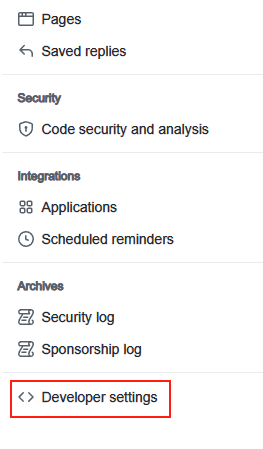 Pages
Saved replies
Security
Code security and analysis
Integrations
Applications
Scheduled reminders
Archives
Security log
Sponsorship log
Developer settings